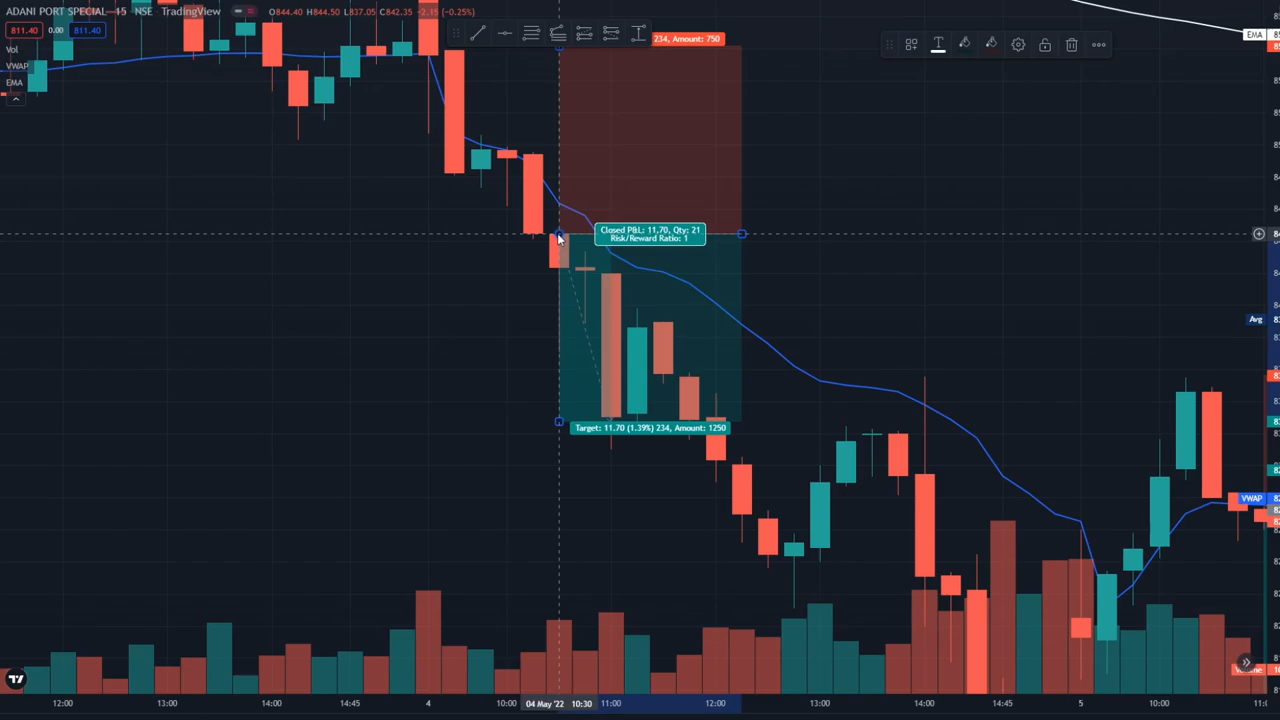 ADANI PORT SPECIAL · 15 · NSE · TradingView O844.40 H844.50 L837.05 C842.35 −2.15 (−0.25%)
811.40 0.00 811.40
Vol
VWAP
EMA
234, Amount: 750
EMA
Closed P&L: 11.70, Qty: 21
Risk/Reward Ratio: 1
Avg
Target: 11.70 (1.39%) 234, Amount: 1250
VWAP
Volume
12:00 13:00 14:00 14:45 4 10:00 04 May '22 10:30 11:00 12:00 13:00 14:00 14:45 5 10:00